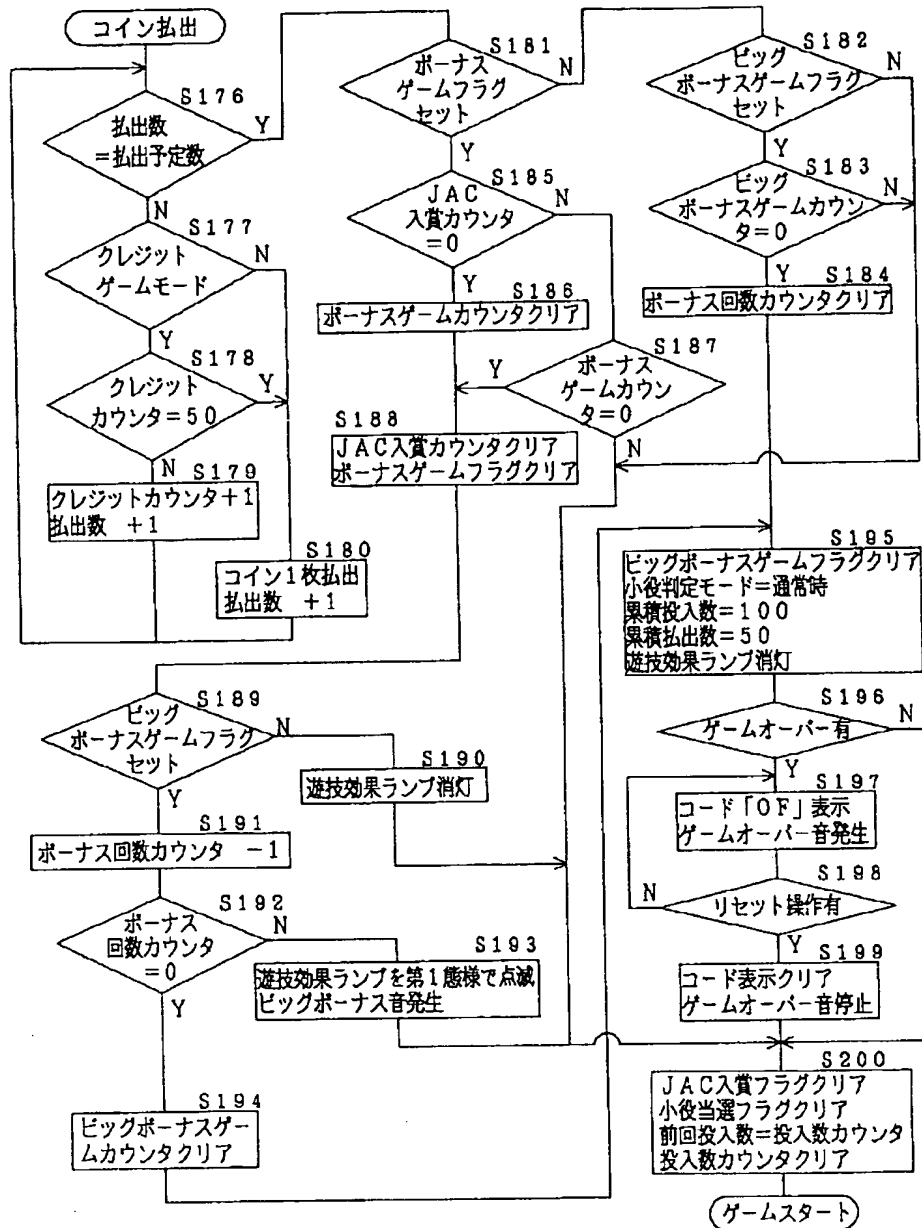 コイン払出
S176
払出数
=払出予定数
Y
N
S177
クレジット
ゲームモード
N
Y
S178
クレジット
カウンタ=50
Y
N
S179
クレジットカウンタ+1
払出数 +1
S180
コイン1枚払出
払出数 +1
S181
ボーナス
ゲームフラグ
セット
N
Y
S185
JAC
入賞カウンタ
=0
N
Y
S186
ボーナスゲームカウンタクリア
S187
ボーナス
ゲームカウン
タ=0
Y
N
S188
JAC入賞カウンタクリア
ボーナスゲームフラグクリア
S182
ビッグ
ボーナスゲームフラグ
セット
N
Y
S183
ビッグ
ボーナスゲームカウン
タ=0
N
Y
S184
ボーナス回数カウンタクリア
S189
ビッグ
ボーナスゲームフラグ
セット
N
Y
S190
遊技効果ランプ消灯
S191
ボーナス回数カウンタ -1
S192
ボーナス
回数カウンタ
=0
N
Y
S193
遊技効果ランプを第1態様で点滅
ビッグボーナス音発生
S194
ビッグボーナスゲー
ムカウンタクリア
S195
ビッグボーナスゲームフラグクリア
小役判定モード=通常時
累積投入数=100
累積払出数=50
遊技効果ランプ消灯
S196
ゲームオーバー有
N
Y
S197
コード「OF」表示
ゲームオーバー音発生
S198
リセット操作有
N
Y
S199
コード表示クリア
ゲームオーバー音停止
S200
JAC入賞フラグクリア
小役当選フラグクリア
前回投入数=投入数カウンタ
投入数カウンタクリア
ゲームスタート